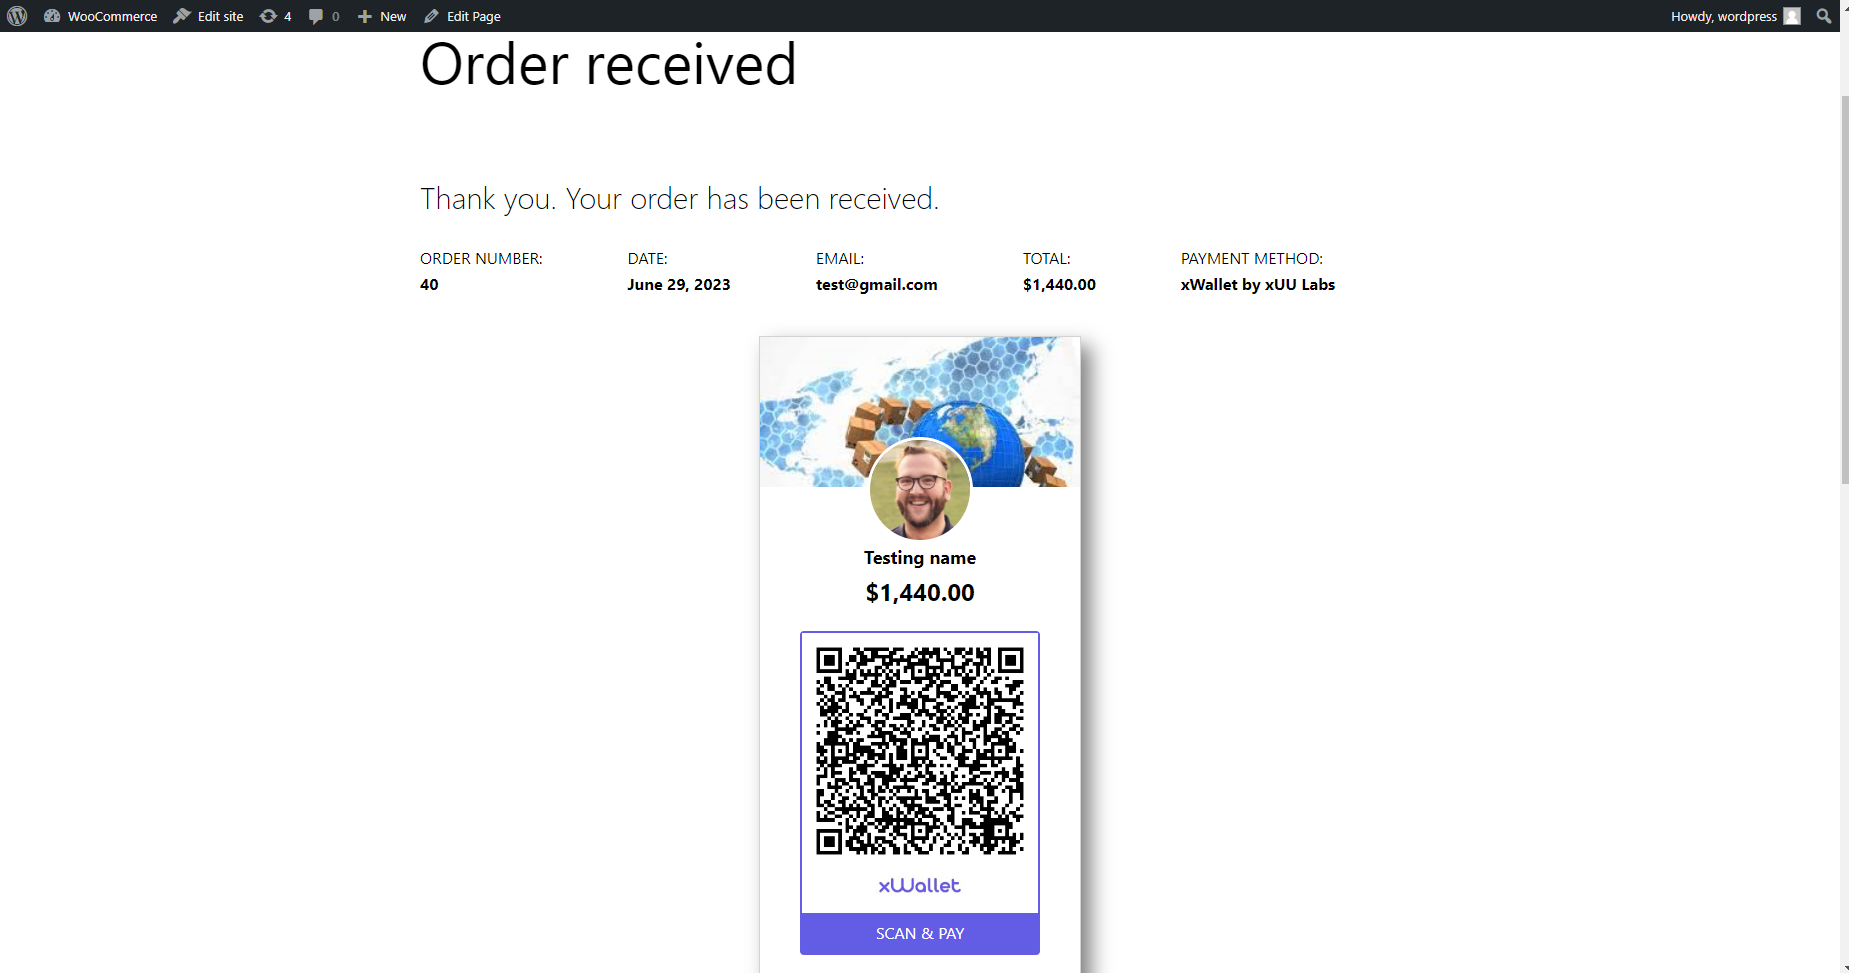 WooCommerce Edit site 4 0 New Edit Page Howdy, wordpress
Order received
Thank you. Your order has been received.
ORDER NUMBER: DATE: EMAIL: TOTAL: PAYMENT METHOD:
40 June 29, 2023 test@gmail.com $1,440.00 xWallet by xUU Labs
Testing name
$1,440.00
xWallet
SCAN & PAY